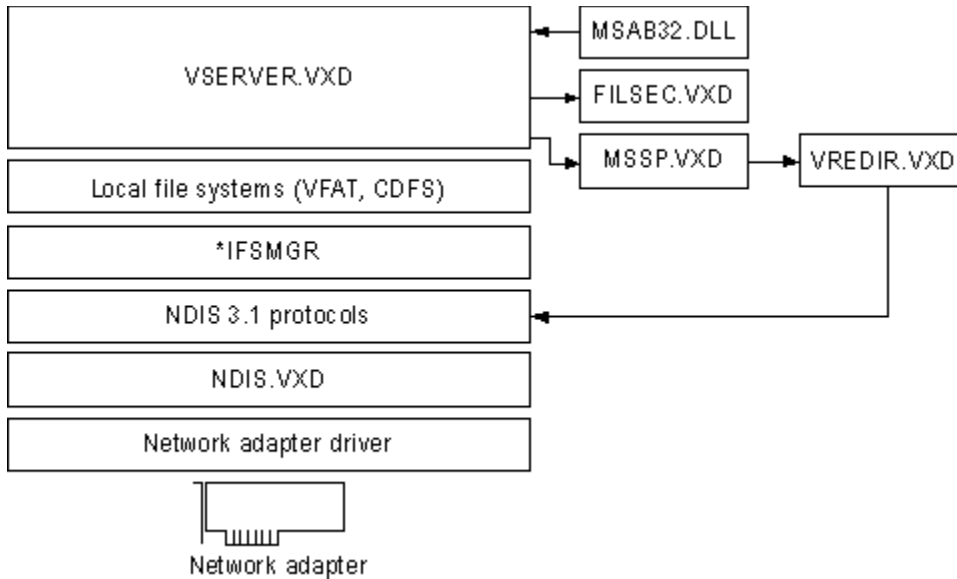 MSAB32.DLL
VSERVER.VXD
FILSEC.VXD
MSSP.VXD
VREDIR.VXD
Local file systems (VFAT, CDFS)
*IFSMGR
NDIS 3.1 protocols
NDIS.VXD
Network adapter driver
Network adapter